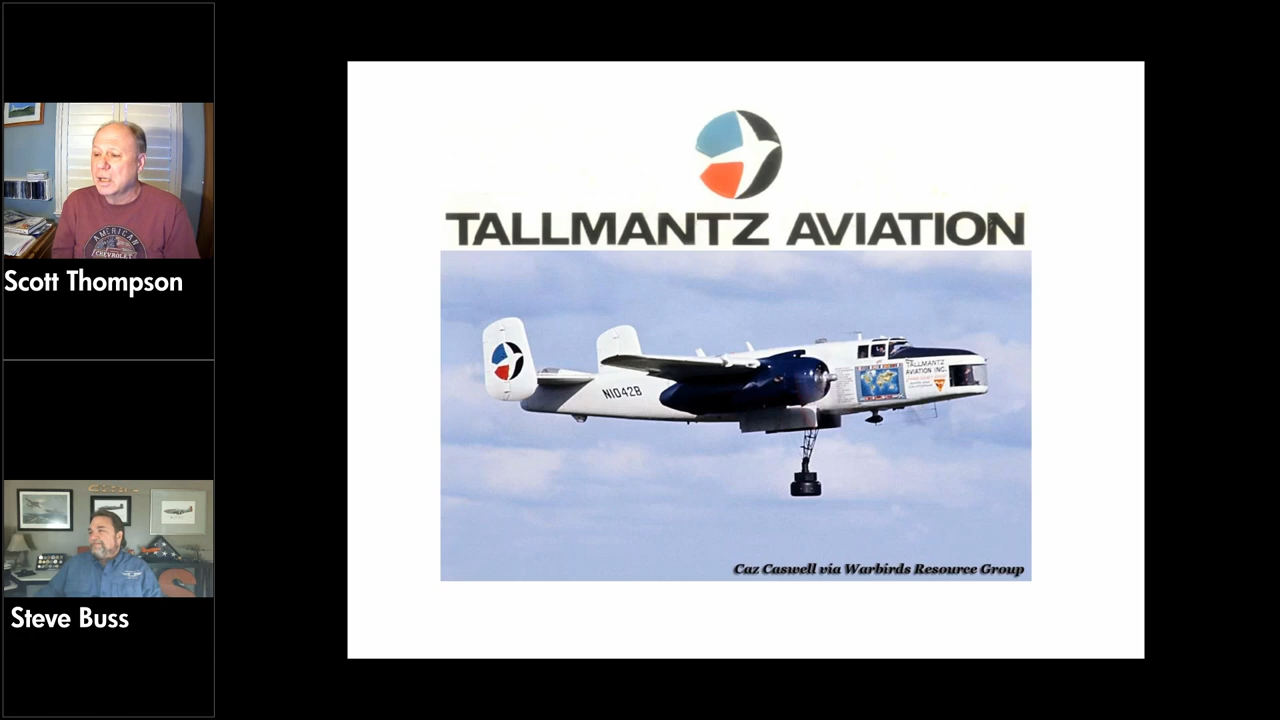 AMERICAN
CHEVROLET
Scott Thompson
Steve Buss
TALLMANTZ AVIATION
N1042B
TALLMANTZ
AVIATION INC.
Caz Caswell via Warbirds Resource Group